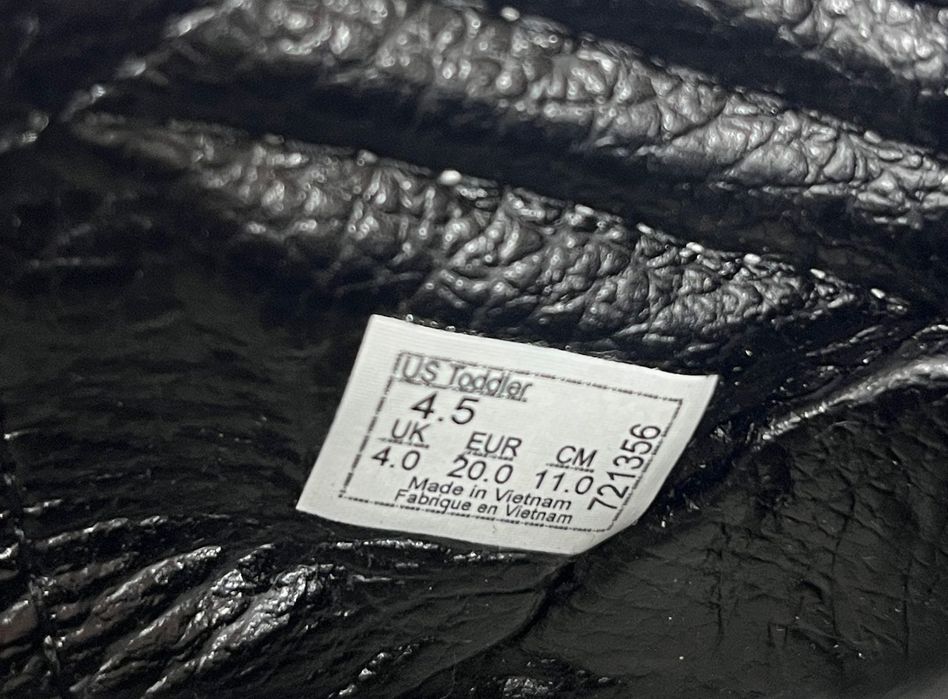 US Toddler
4.5
UK EUR CM
4.0 20.0 11.0
Made in Vietnam
Fabrique en Vietnam
721356